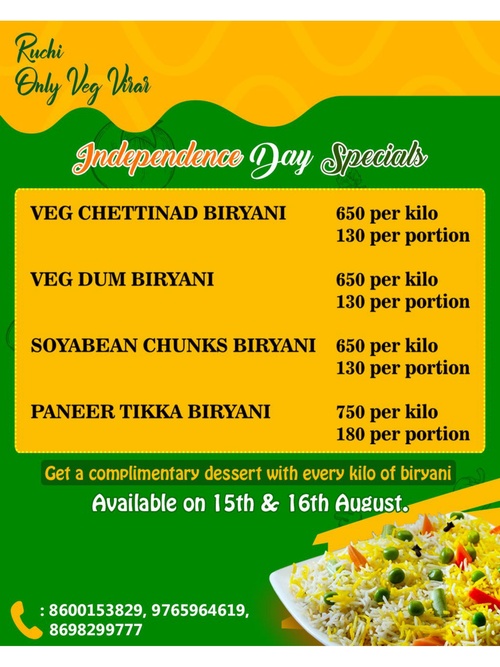 Ruchi
Only Veg Virar
Independence Day Specials
VEG CHETTINAD BIRYANI 650 per kilo
130 per portion
VEG DUM BIRYANI 650 per kilo
130 per portion
SOYABEAN CHUNKS BIRYANI 650 per kilo
130 per portion
PANEER TIKKA BIRYANI 750 per kilo
180 per portion
Get a complimentary dessert with every kilo of biryani
Available on 15th & 16th August.
: 8600153829, 9765964619,
8698299777